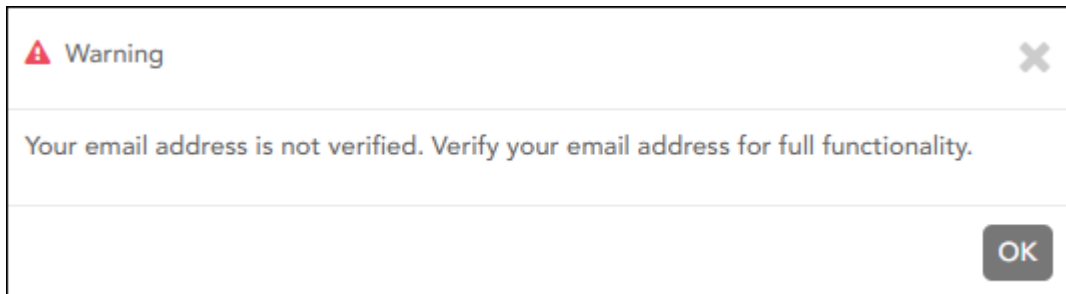 Warning
Your email address is not verified. Verify your email address for full functionality.
OK